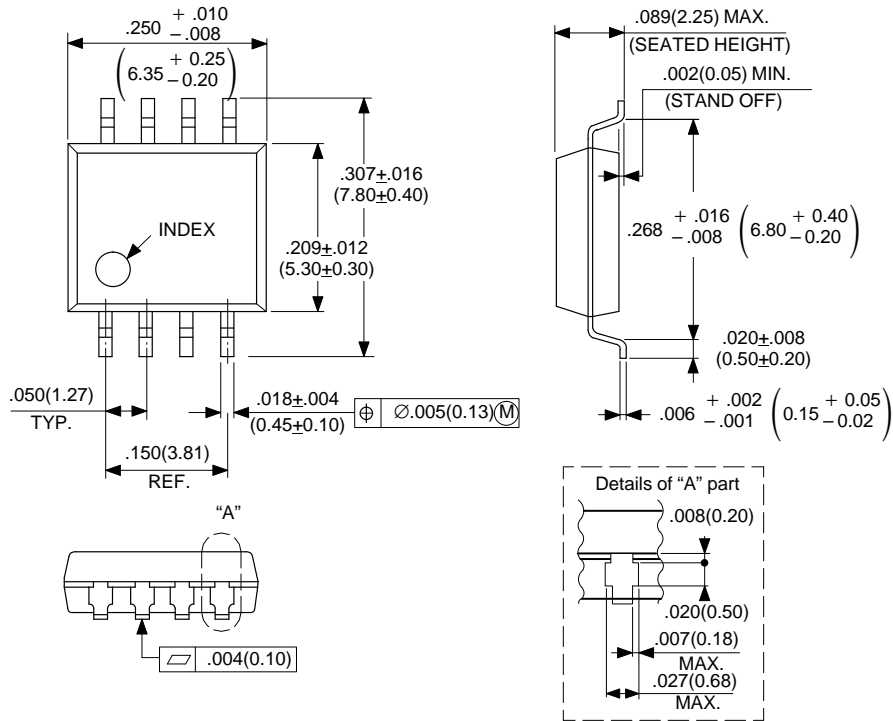 .250 + .010 − .008
( 6.35 + 0.25 − 0.20 )
INDEX
.307±.016
(7.80±0.40)
.209±.012
(5.30±0.30)
.050(1.27)
TYP.
.018±.004
(0.45±0.10)
⌖ Ø.005(0.13)Ⓜ
.150(3.81)
REF.
.089(2.25) MAX.
(SEATED HEIGHT)
.002(0.05) MIN.
(STAND OFF)
.268 + .016 − .008 ( 6.80 + 0.40 − 0.20 )
.020±.008
(0.50±0.20)
.006 + .002 − .001 ( 0.15 + 0.05 − 0.02 )
“A”
⏥ .004(0.10)
Details of “A” part
.008(0.20)
.020(0.50)
.007(0.18)
MAX.
.027(0.68)
MAX.